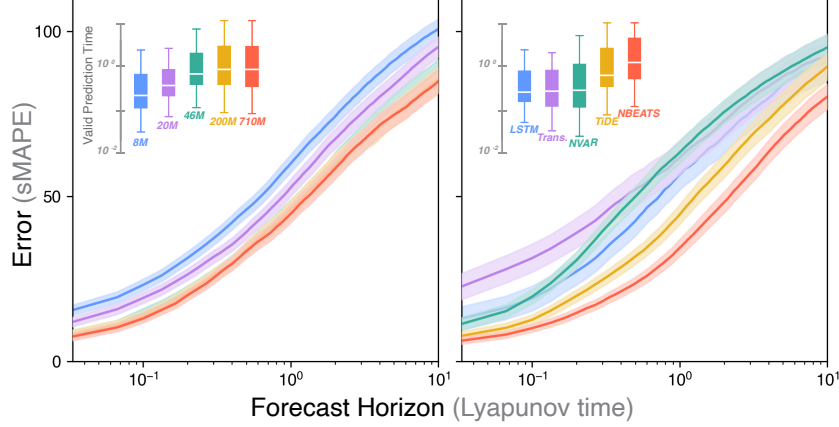 Error (sMAPE)
100
50
0
Valid Prediction Time
10⁰
10⁻²
8M
20M
46M
200M
710M
10⁻¹
10⁰
10¹
10⁰
10⁻²
LSTM
Trans.
NVAR
TiDE
NBEATS
10⁻¹
10⁰
10¹
Forecast Horizon (Lyapunov time)